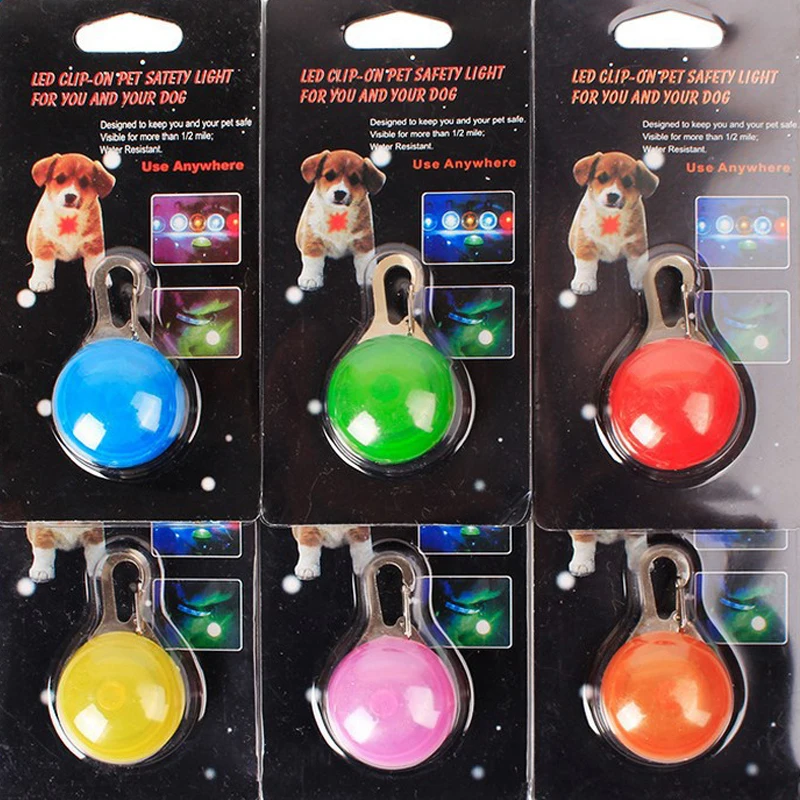 LED CLIP-ON PET SATETY LIGHT
FOR YOU AND YOUR DOG
Designed to keep you and your pet safe
Visible for more than 1/2 mile;
Water Resistant.
Use Anywhere
LED CLIP-ON PET SAFETY LIGHT
FOR YOU AND YOUR DOG
Designed to keep you and your pet safe.
Visible for more than 1/2 mile;
Water Resistant.
Use Anywhere
LED CLIP-ON PET SAFETY LIGHT
FOR YOU AND YOUR DOG
Designed to keep you and your pet safe.
Visible for more than 1/2 mile;
Water Resistant.
Use Anywhere